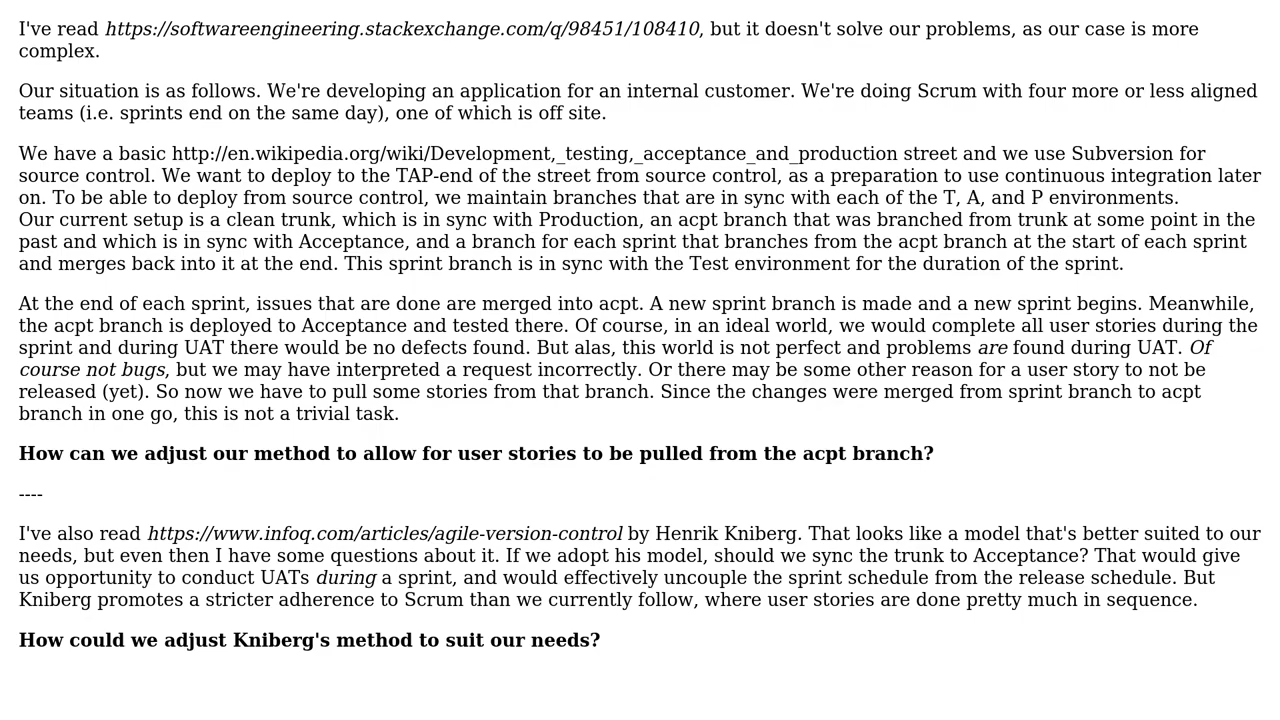 I've read https://softwareengineering.stackexchange.com/q/98451/108410, but it doesn't solve our problems, as our case is more
complex.
Our situation is as follows. We're developing an application for an internal customer. We're doing Scrum with four more or less aligned
teams (i.e. sprints end on the same day), one of which is off site.
We have a basic http://en.wikipedia.org/wiki/Development,_testing,_acceptance_and_production street and we use Subversion for
source control. We want to deploy to the TAP-end of the street from source control, as a preparation to use continuous integration later
on. To be able to deploy from source control, we maintain branches that are in sync with each of the T, A, and P environments.
Our current setup is a clean trunk, which is in sync with Production, an acpt branch that was branched from trunk at some point in the
past and which is in sync with Acceptance, and a branch for each sprint that branches from the acpt branch at the start of each sprint
and merges back into it at the end. This sprint branch is in sync with the Test environment for the duration of the sprint.
At the end of each sprint, issues that are done are merged into acpt. A new sprint branch is made and a new sprint begins. Meanwhile,
the acpt branch is deployed to Acceptance and tested there. Of course, in an ideal world, we would complete all user stories during the
sprint and during UAT there would be no defects found. But alas, this world is not perfect and problems are found during UAT. Of
course not bugs, but we may have interpreted a request incorrectly. Or there may be some other reason for a user story to not be
released (yet). So now we have to pull some stories from that branch. Since the changes were merged from sprint branch to acpt
branch in one go, this is not a trivial task.
How can we adjust our method to allow for user stories to be pulled from the acpt branch?
----
I've also read https://www.infoq.com/articles/agile-version-control by Henrik Kniberg. That looks like a model that's better suited to our
needs, but even then I have some questions about it. If we adopt his model, should we sync the trunk to Acceptance? That would give
us opportunity to conduct UATs during a sprint, and would effectively uncouple the sprint schedule from the release schedule. But
Kniberg promotes a stricter adherence to Scrum than we currently follow, where user stories are done pretty much in sequence.
How could we adjust Kniberg's method to suit our needs?